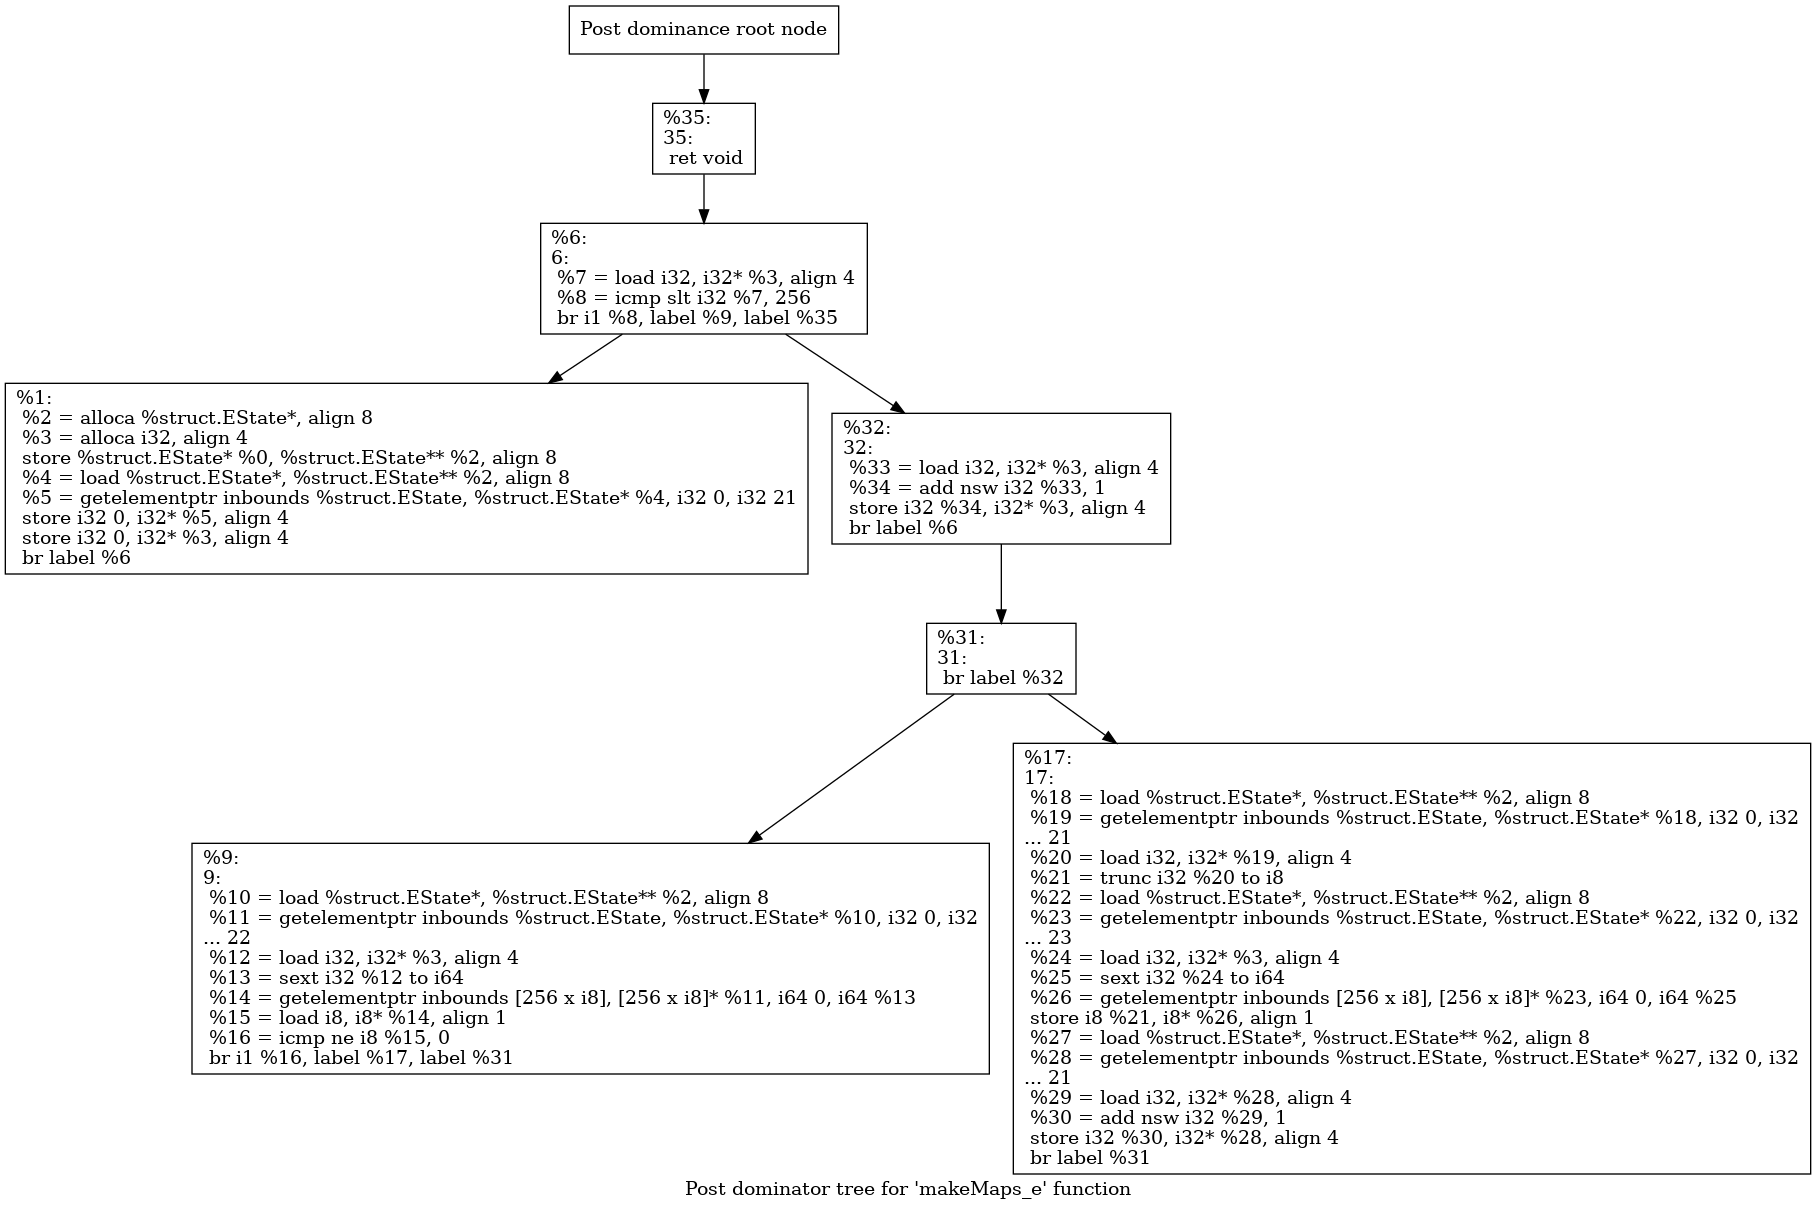 Post dominance root node
%35:
35:
ret void
%6:
6:
%7 = load i32, i32* %3, align 4
%8 = icmp slt i32 %7, 256
br i1 %8, label %9, label %35
%1:
%2 = alloca %struct.EState*, align 8
%3 = alloca i32, align 4
store %struct.EState* %0, %struct.EState** %2, align 8
%4 = load %struct.EState*, %struct.EState** %2, align 8
%5 = getelementptr inbounds %struct.EState, %struct.EState* %4, i32 0, i32 21
store i32 0, i32* %5, align 4
store i32 0, i32* %3, align 4
br label %6
%32:
32:
%33 = load i32, i32* %3, align 4
%34 = add nsw i32 %33, 1
store i32 %34, i32* %3, align 4
br label %6
%31:
31:
br label %32
%9:
9:
%10 = load %struct.EState*, %struct.EState** %2, align 8
%11 = getelementptr inbounds %struct.EState, %struct.EState* %10, i32 0, i32
... 22
%12 = load i32, i32* %3, align 4
%13 = sext i32 %12 to i64
%14 = getelementptr inbounds [256 x i8], [256 x i8]* %11, i64 0, i64 %13
%15 = load i8, i8* %14, align 1
%16 = icmp ne i8 %15, 0
br i1 %16, label %17, label %31
%17:
17:
%18 = load %struct.EState*, %struct.EState** %2, align 8
%19 = getelementptr inbounds %struct.EState, %struct.EState* %18, i32 0, i32
... 21
%20 = load i32, i32* %19, align 4
%21 = trunc i32 %20 to i8
%22 = load %struct.EState*, %struct.EState** %2, align 8
%23 = getelementptr inbounds %struct.EState, %struct.EState* %22, i32 0, i32
... 23
%24 = load i32, i32* %3, align 4
%25 = sext i32 %24 to i64
%26 = getelementptr inbounds [256 x i8], [256 x i8]* %23, i64 0, i64 %25
store i8 %21, i8* %26, align 1
%27 = load %struct.EState*, %struct.EState** %2, align 8
%28 = getelementptr inbounds %struct.EState, %struct.EState* %27, i32 0, i32
... 21
%29 = load i32, i32* %28, align 4
%30 = add nsw i32 %29, 1
store i32 %30, i32* %28, align 4
br label %31
Post dominator tree for 'makeMaps_e' function